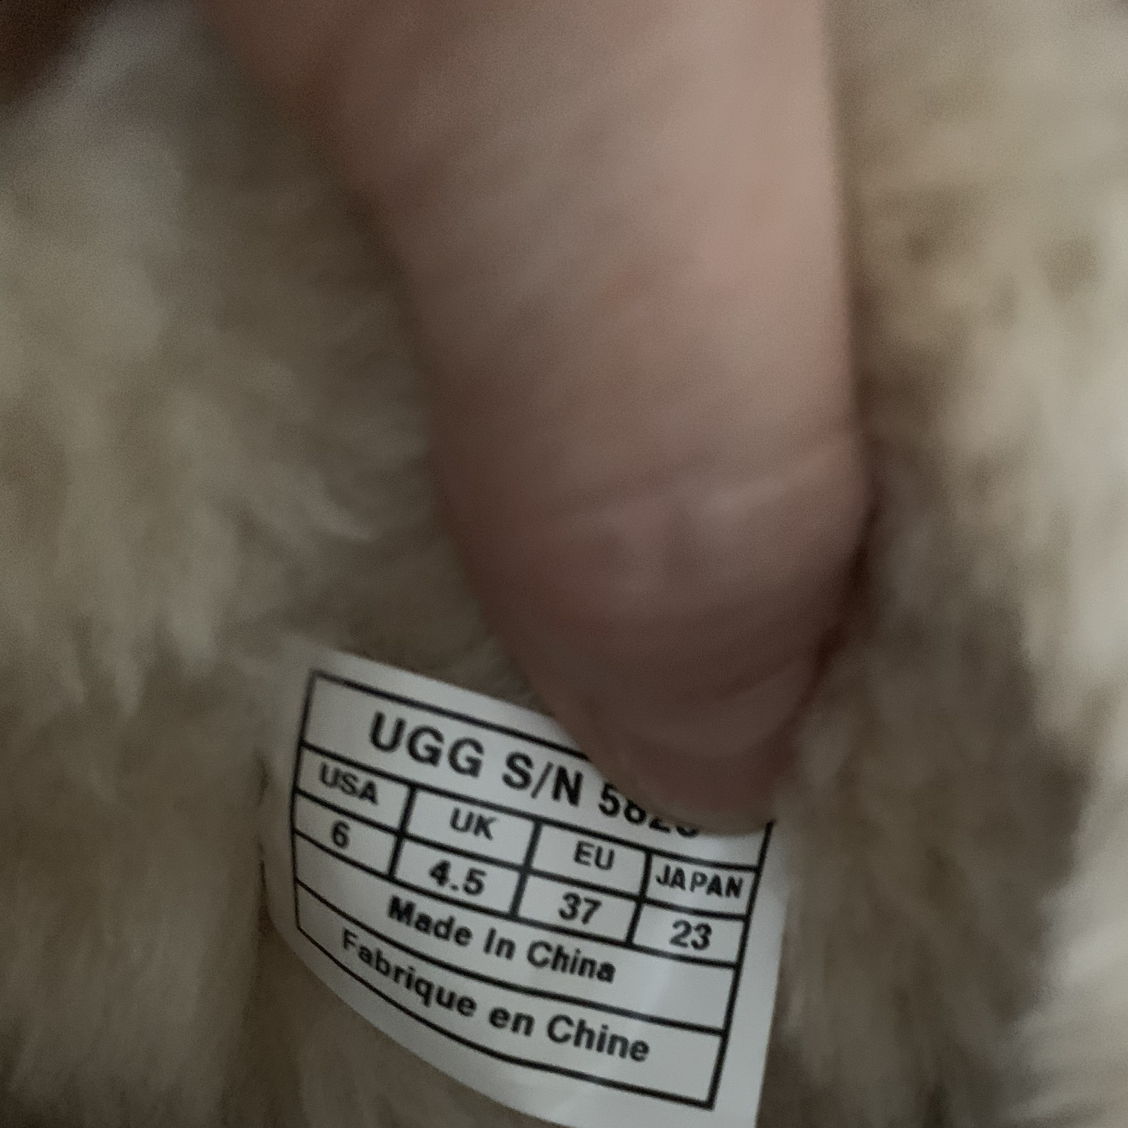 UGG S/N
USA UK EU JAPAN
6 4.5 37 23
Made In China
Fabrique en Chine